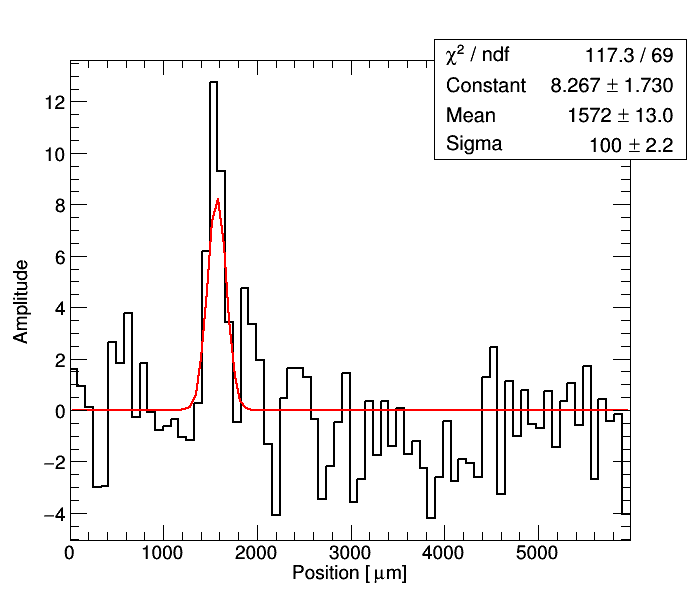 χ² / ndf 117.3 / 69
Constant 8.267 ± 1.730
Mean 1572 ± 13.0
Sigma 100 ± 2.2
12
10
8
6
4
2
0
−2
−4
Amplitude
0 1000 2000 3000 4000 5000
Position [ μm]